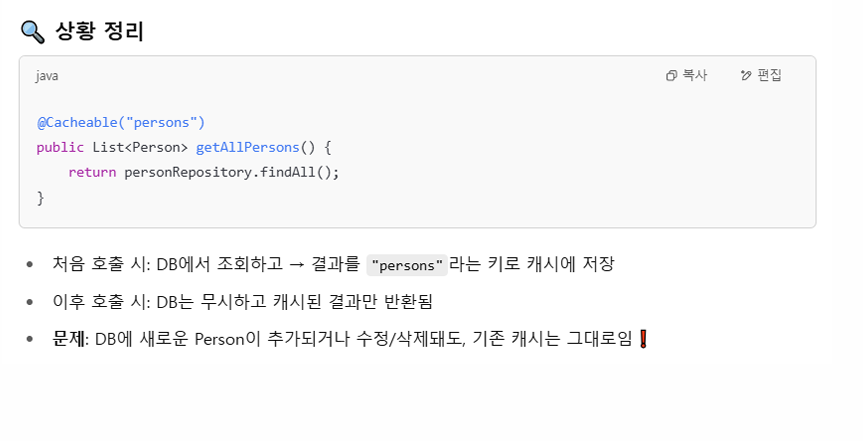 🔍 상황 정리
java
복사
편집
@Cacheable("persons")
public List<Person> getAllPersons() {
    return personRepository.findAll();
}
• 처음 호출 시: DB에서 조회하고 → 결과를 "persons"라는 키로 캐시에 저장
• 이후 호출 시: DB는 무시하고 캐시된 결과만 반환됨
• 문제: DB에 새로운 Person이 추가되거나 수정/삭제돼도, 기존 캐시는 그대로임❗